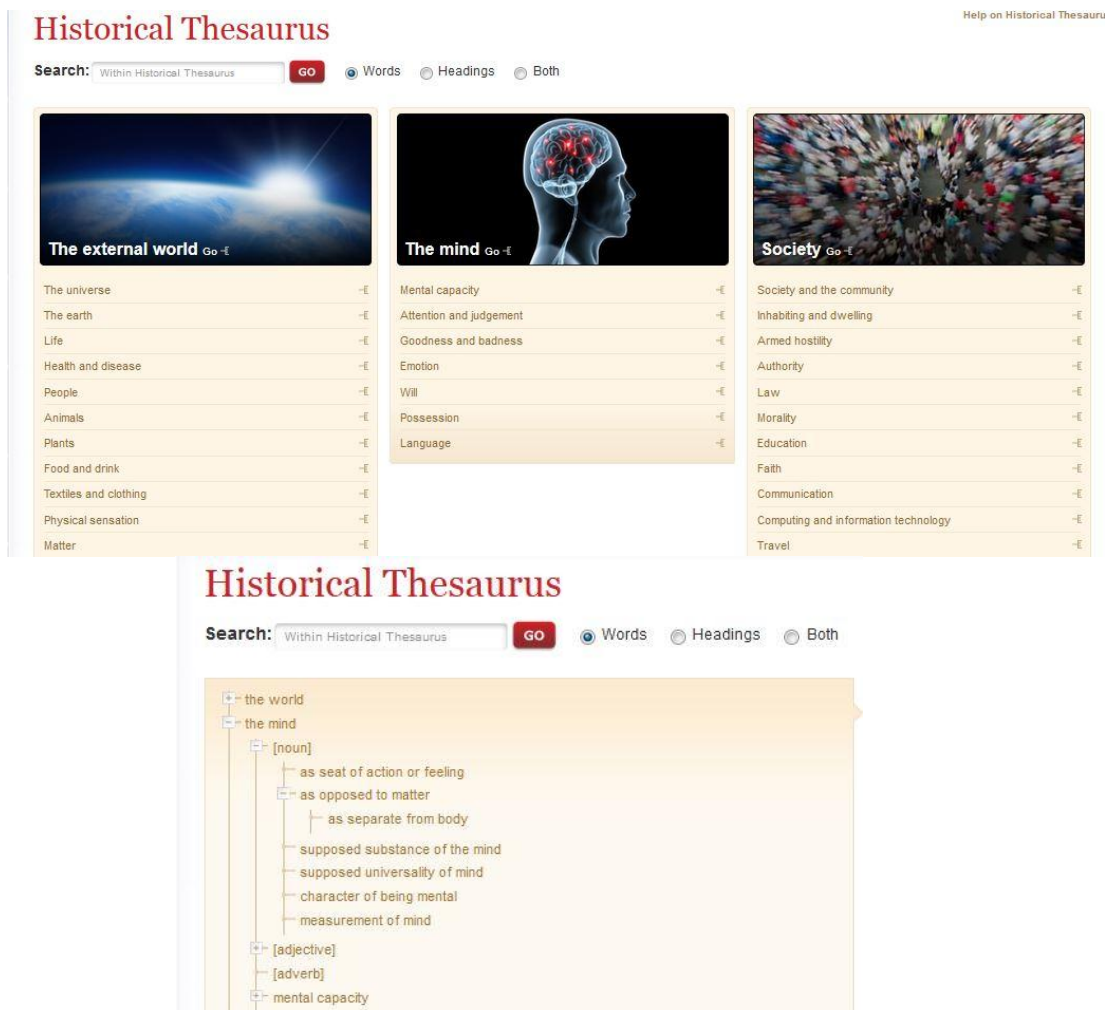 Help on Historical Thesauru
Historical Thesaurus
Search: Within Historical Thesaurus GO Words Headings Both
The external world Go
The universe
The earth
Life
Health and disease
People
Animals
Plants
Food and drink
Textiles and clothing
Physical sensation
Matter
The mind Go
Mental capacity
Attention and judgement
Goodness and badness
Emotion
Will
Possession
Language
Society Go
Society and the community
Inhabiting and dwelling
Armed hostility
Authority
Law
Morality
Education
Faith
Communication
Computing and information technology
Travel
Historical Thesaurus
Search: Within Historical Thesaurus GO Words Headings Both
the world
the mind
[noun]
as seat of action or feeling
as opposed to matter
as separate from body
supposed substance of the mind
supposed universality of mind
character of being mental
measurement of mind
[adjective]
[adverb]
mental capacity